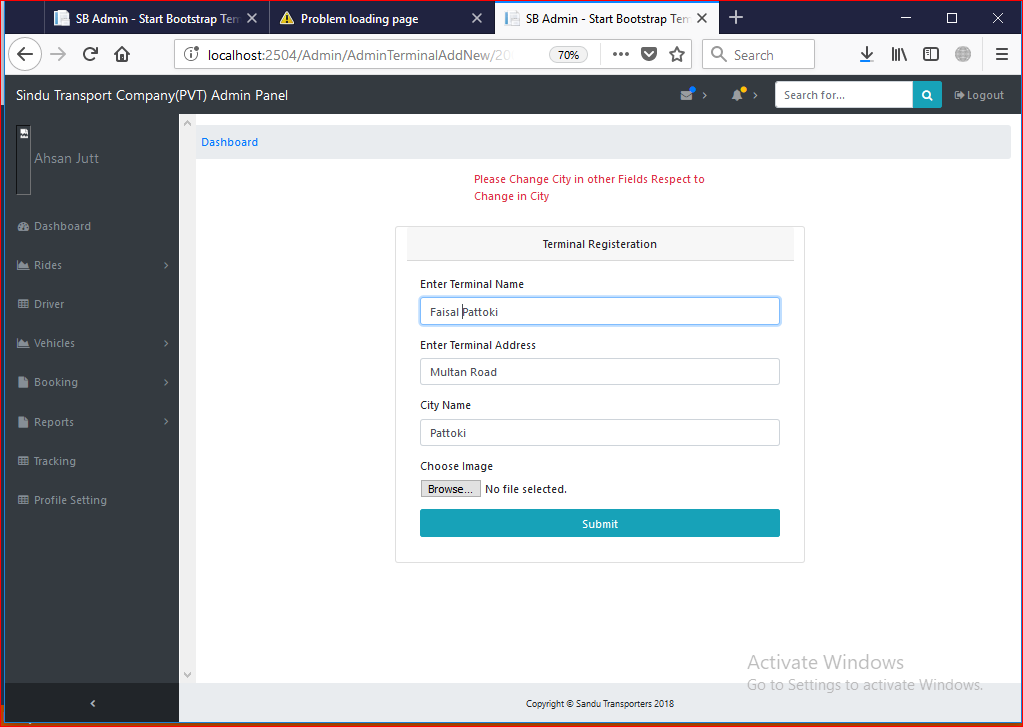 SB Admin - Start Bootstrap Tem
Problem loading page
SB Admin - Start Bootstrap Tem
localhost:2504/Admin/AdminTerminalAddNew/20
70%
Search
Sindu Transport Company(PVT) Admin Panel
Search for...
Logout
Ahsan Jutt
Dashboard
Rides
Driver
Vehicles
Booking
Reports
Tracking
Profile Setting
Dashboard
Please Change City in other Fields Respect to
Change in City
Terminal Registeration
Enter Terminal Name
Faisal Pattoki
Enter Terminal Address
Multan Road
City Name
Pattoki
Choose Image
Browse... No file selected.
Submit
Activate Windows
Go to Settings to activate Windows.
Copyright © Sandu Transporters 2018